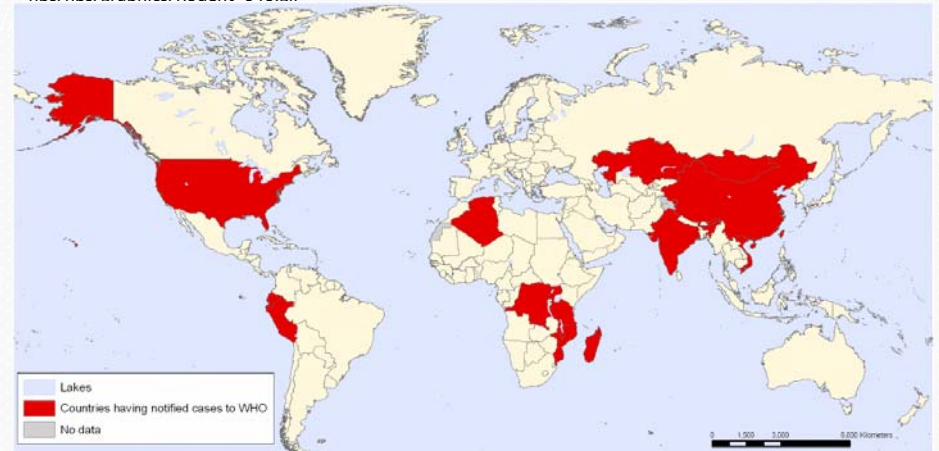 Lakes
Countries having notified cases to WHO
No data
0 1,500 3,000 6,000 Kilometers